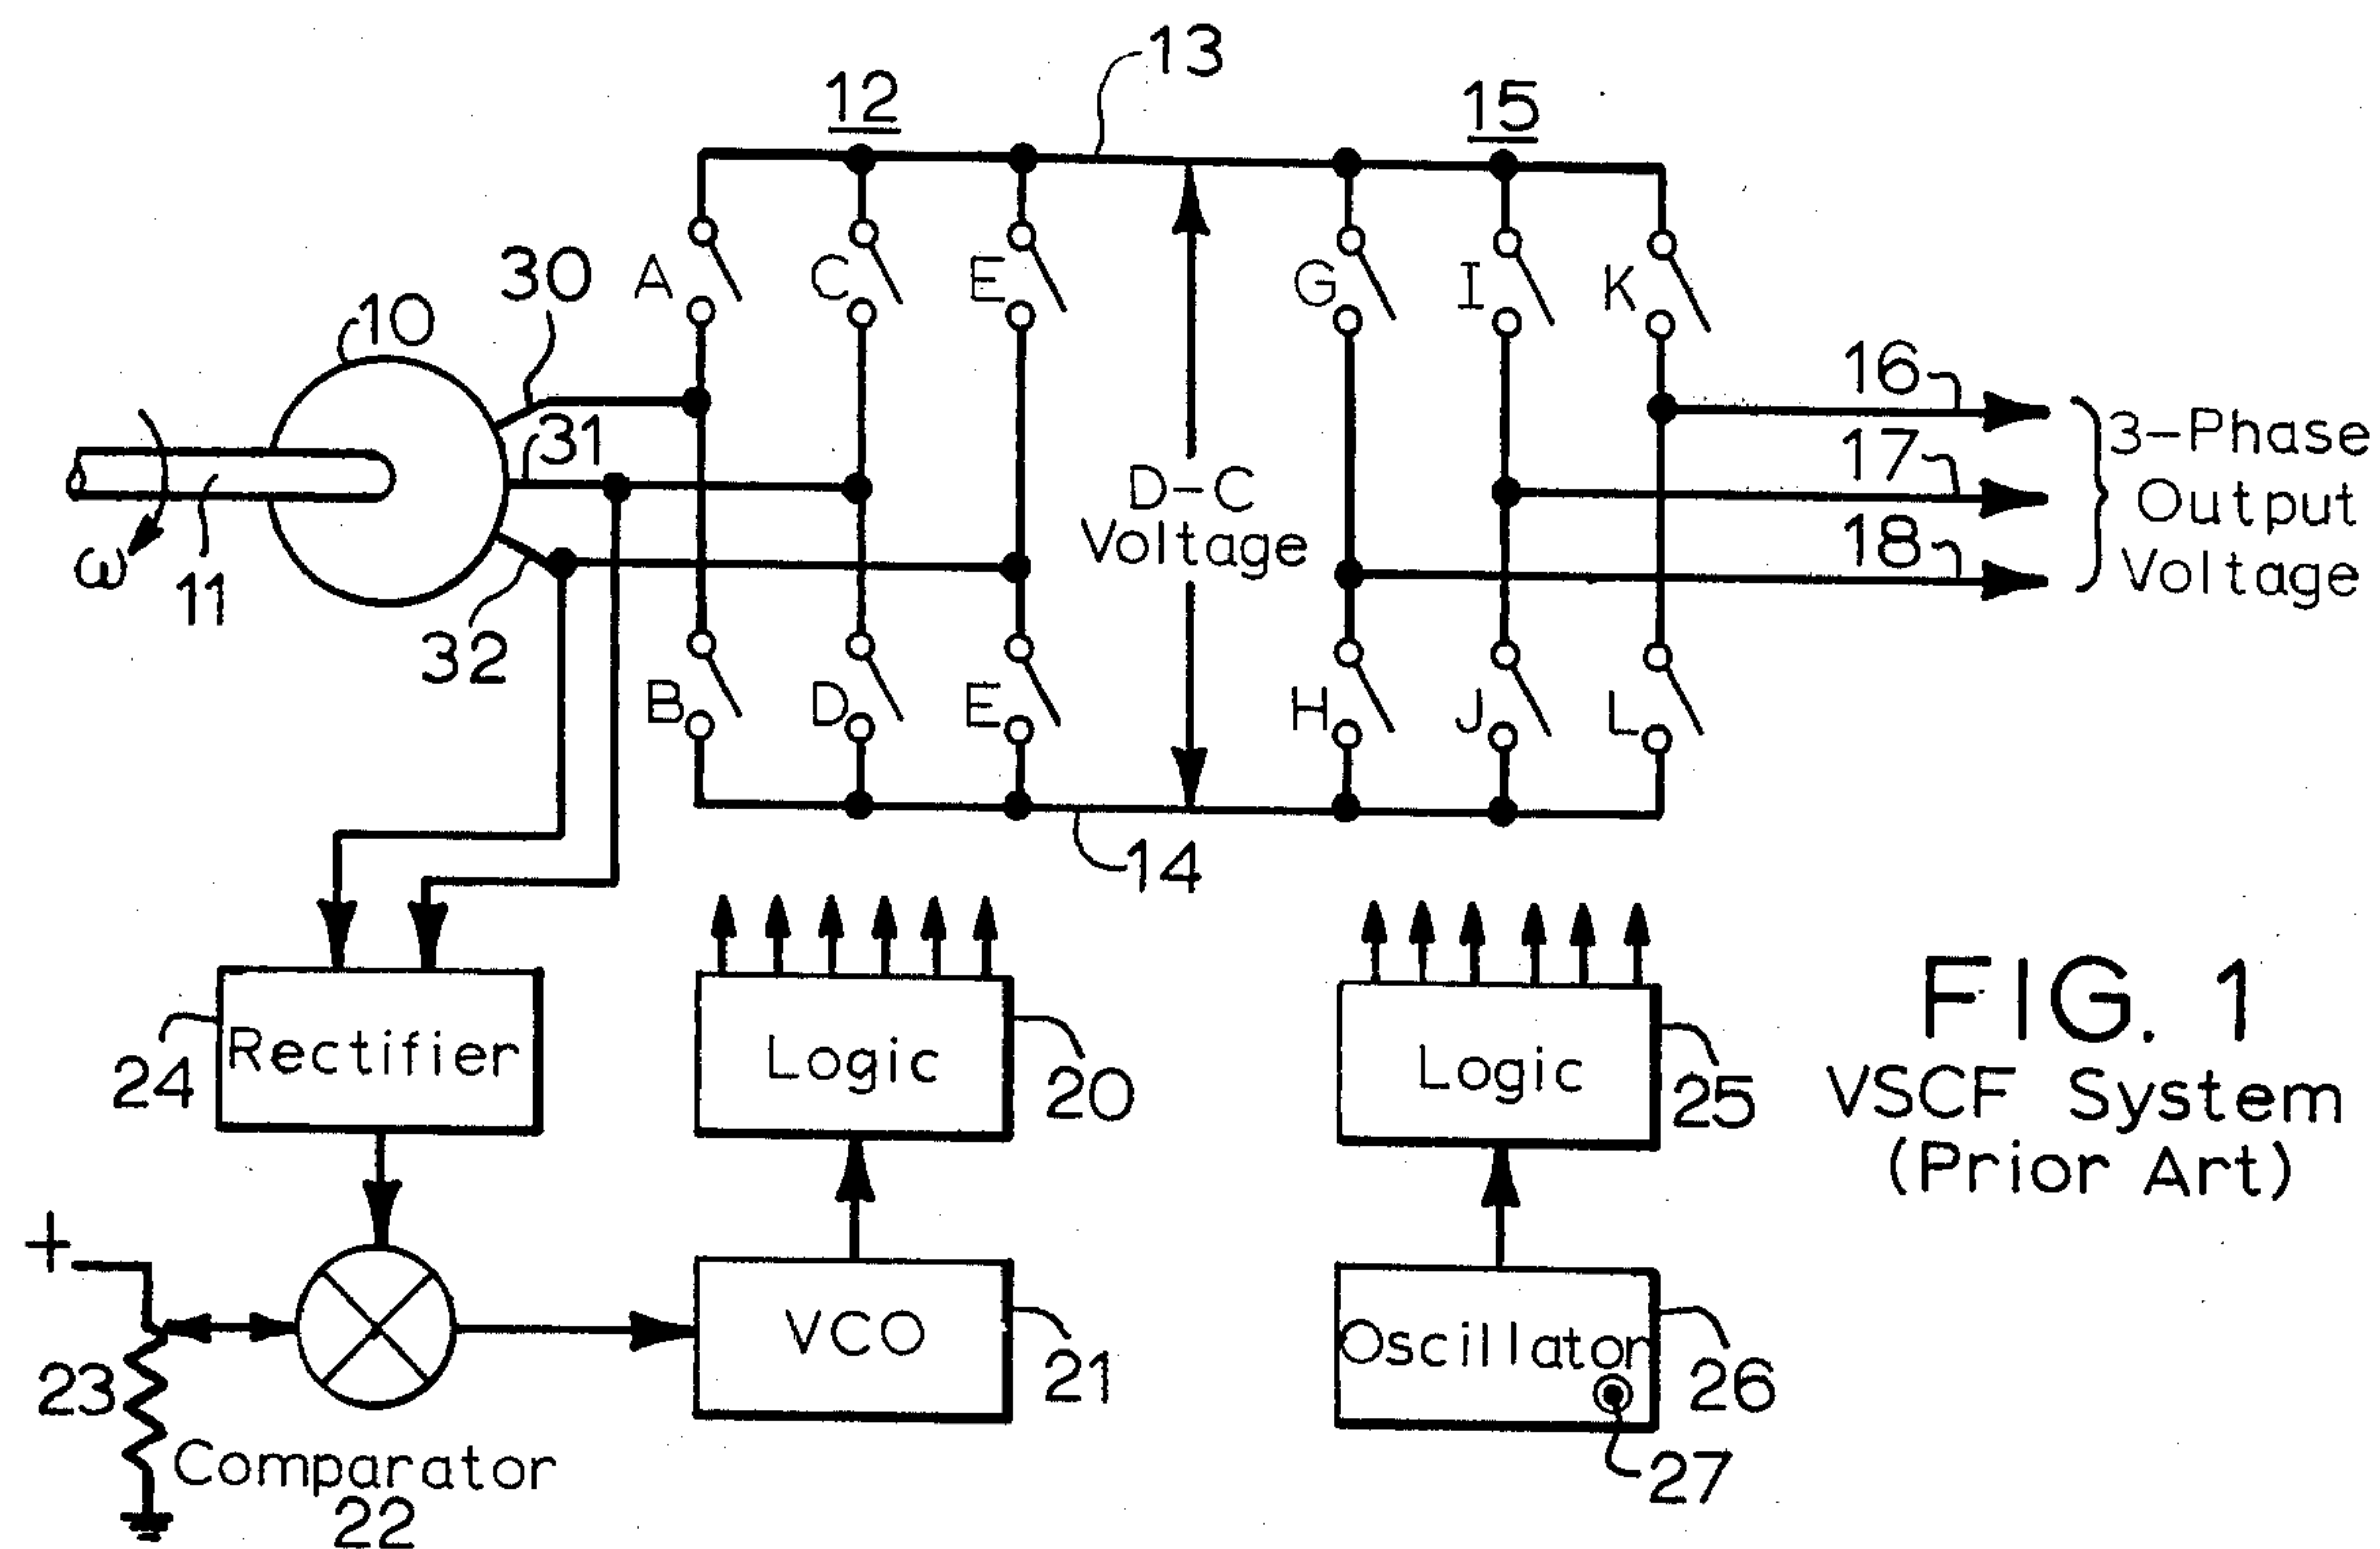 13
12
15
30
A
C
E
G
I
K
10
31
16
3-Phase
17
Output
18
Voltage
D-C
Voltage
ω
11
32
B
D
E
H
J
L
14
24
Rectifier
Logic
20
Logic
25
FIG. 1
VSCF System
(Prior Art)
+
23
VCO
21
Oscillator
26
27
Comparator
22